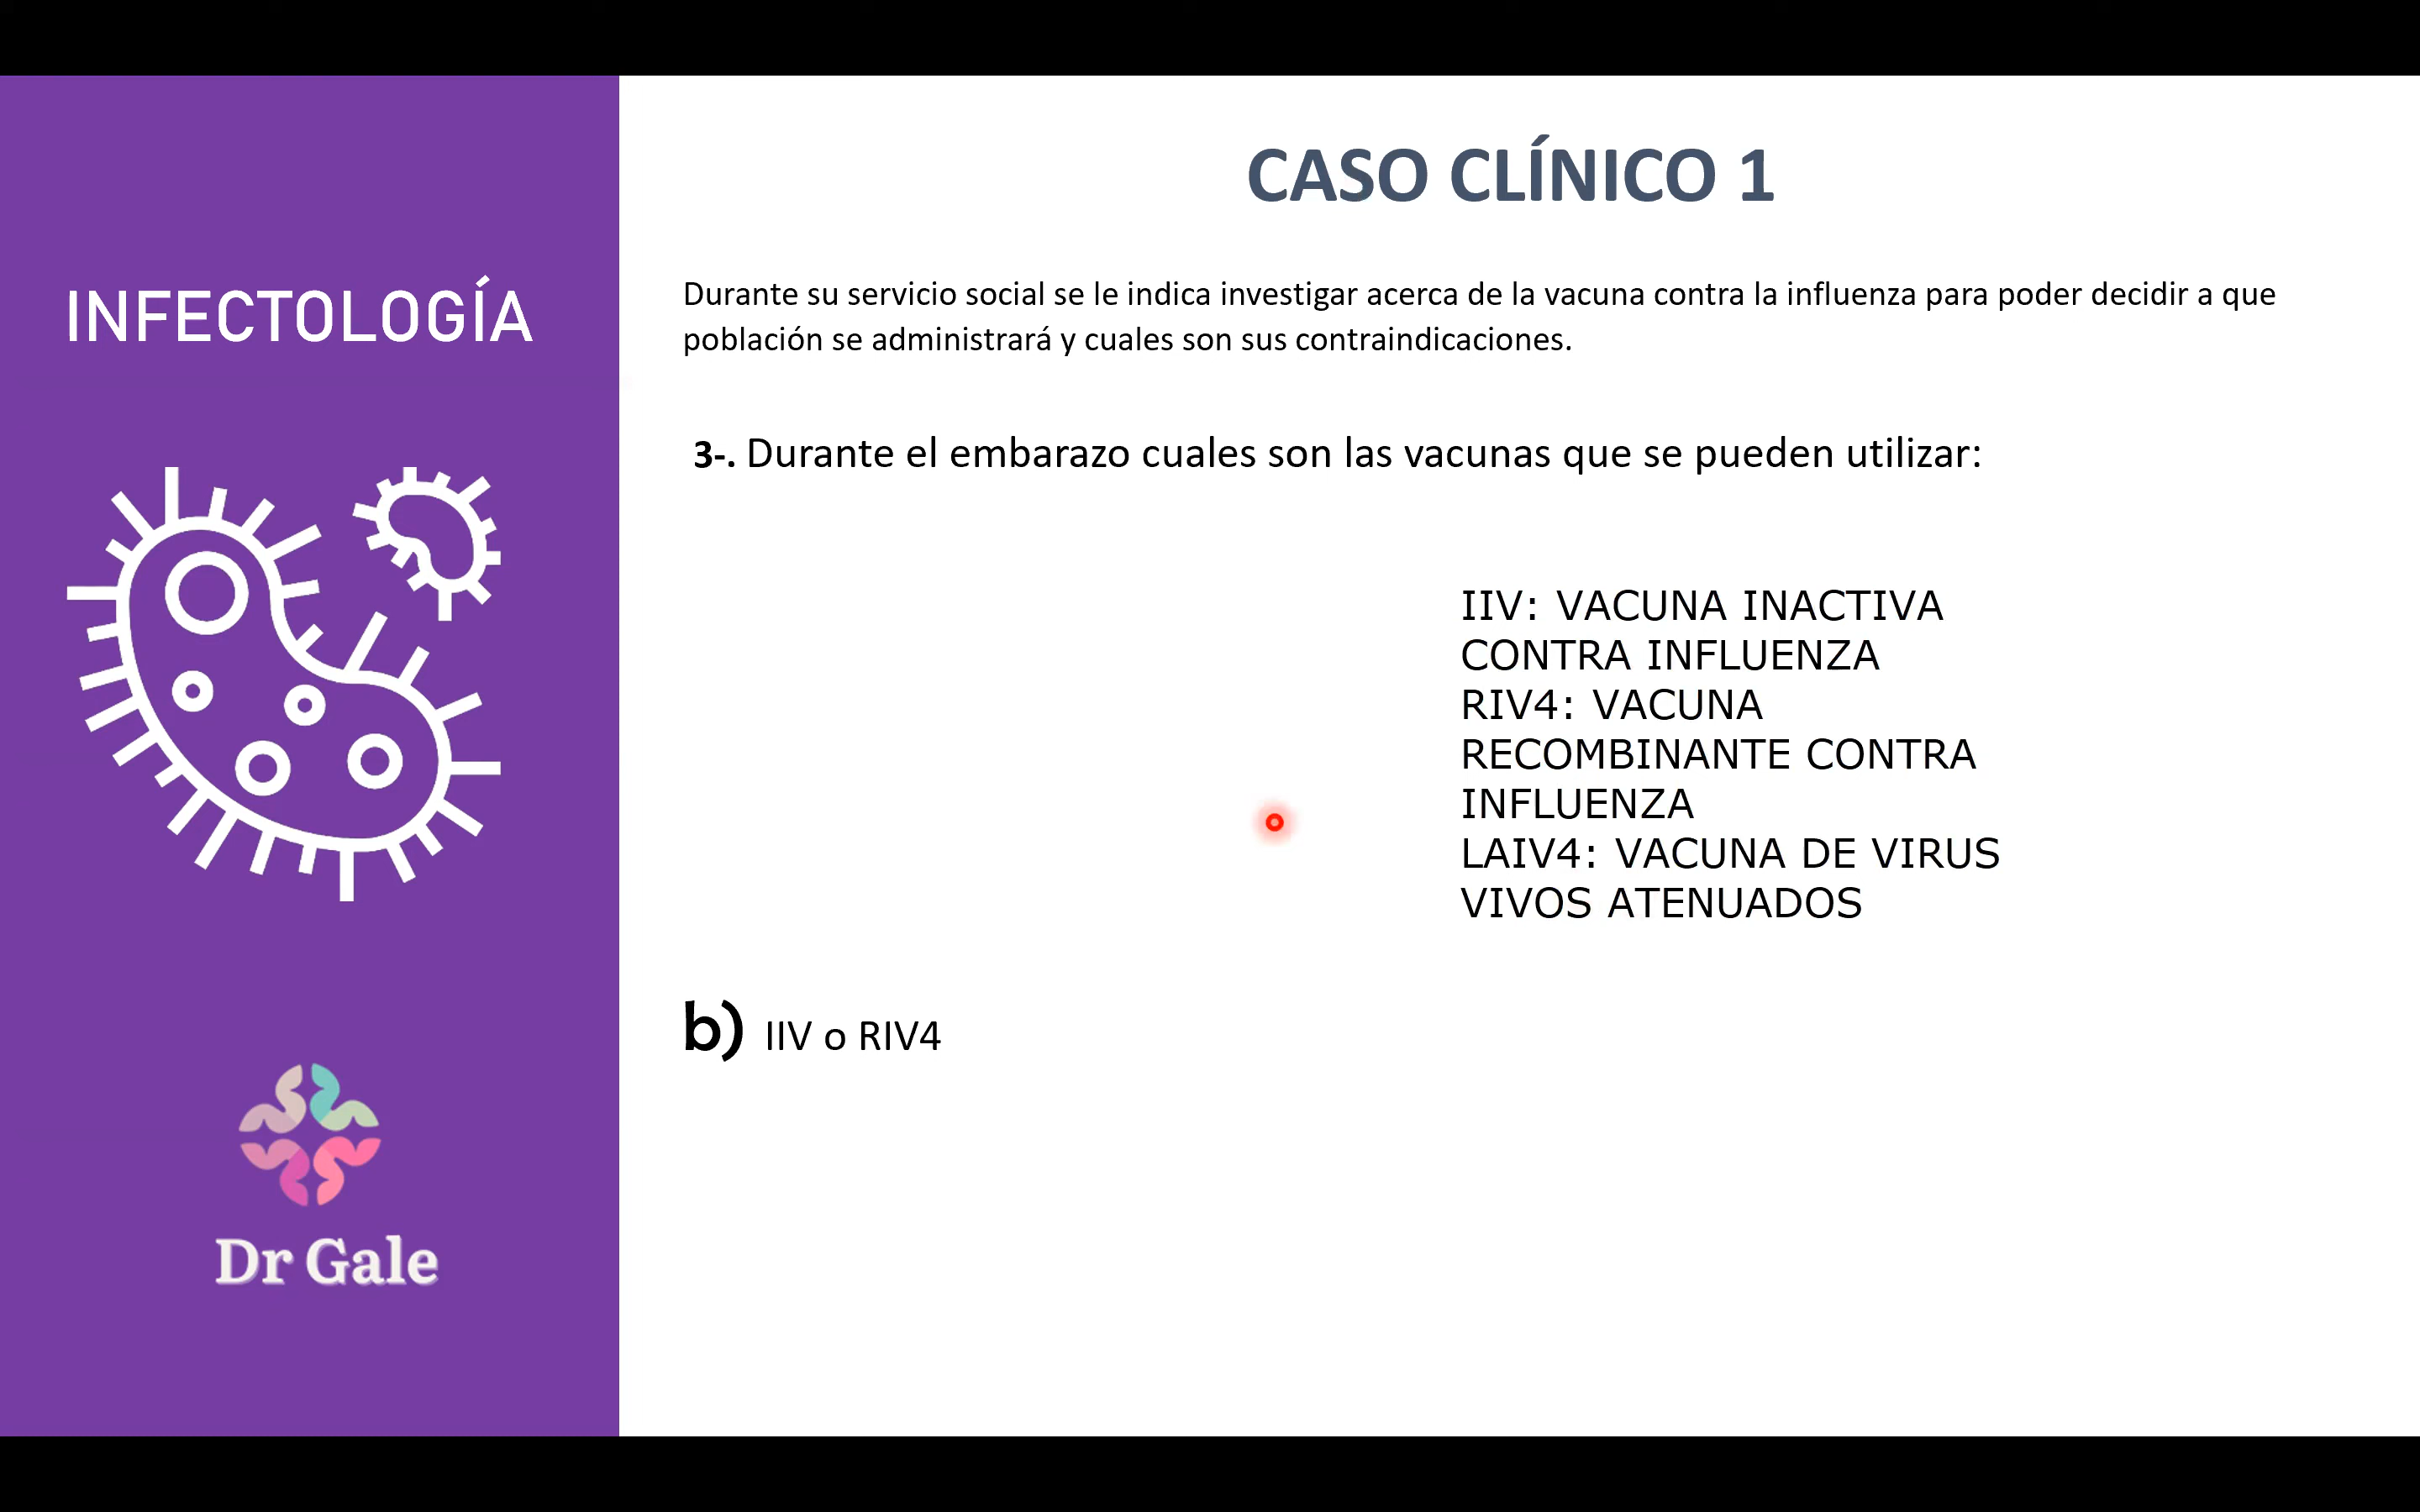 INFECTOLOGÍA
Dr Gale
CASO CLÍNICO 1
Durante su servicio social se le indica investigar acerca de la vacuna contra la influenza para poder decidir a que
población se administrará y cuales son sus contraindicaciones.
3-. Durante el embarazo cuales son las vacunas que se pueden utilizar:
IIV: VACUNA INACTIVA
CONTRA INFLUENZA
RIV4: VACUNA
RECOMBINANTE CONTRA
INFLUENZA
LAIV4: VACUNA DE VIRUS
VIVOS ATENUADOS
b) IIV o RIV4